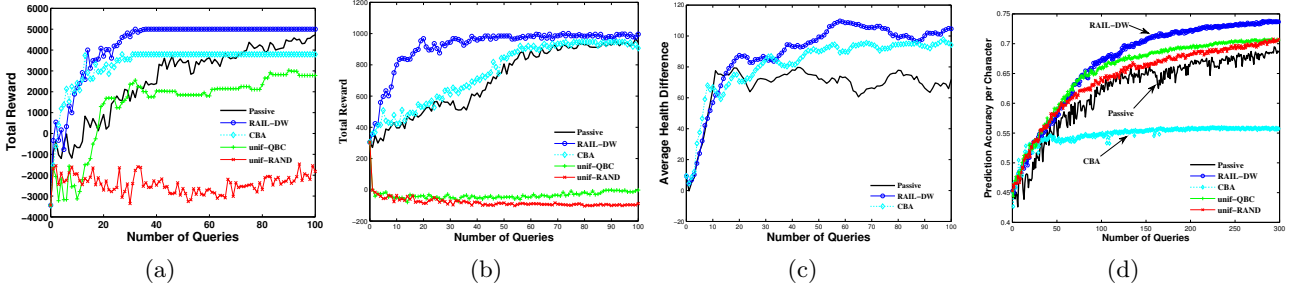 Total Reward
6000
5000
4000
3000
2000
1000
0
−1000
−2000
−3000
−4000
0 20 40 60 80 100
Number of Queries
Passive
RAIL−DW
CBA
unif−QBC
unif−RAND
(a)
Total Reward
1200
1000
800
600
400
200
0
−200
0 10 20 30 40 50 60 70 80 90 100
Number of Queries
Passive
RAIL−DW
CBA
unif−QBC
unif−RAND
(b)
Average Health Difference
120
100
80
60
40
20
0
−20
0 10 20 30 40 50 60 70 80 90 100
Number of Queries
Passive
RAIL−DW
CBA
(c)
Prediction Accuracy per Character
0.75
0.7
0.65
0.6
0.55
0.5
0.45
0.4
0 50 100 150 200 250 300
Number of Queries
RAIL−DW
Passive
CBA
Passive
RAIL−DW
CBA
unif−QBC
unif−RAND
(d)